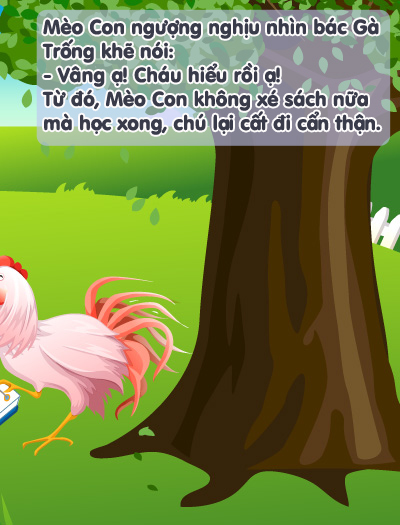 Mèo Con ngượng nghịu nhìn bác Gà
Trống khẽ nói:
- Vâng ạ! Cháu hiểu rồi ạ!
Từ đó, Mèo Con không xé sách nữa
mà học xong, chú lại cất đi cẩn thận.